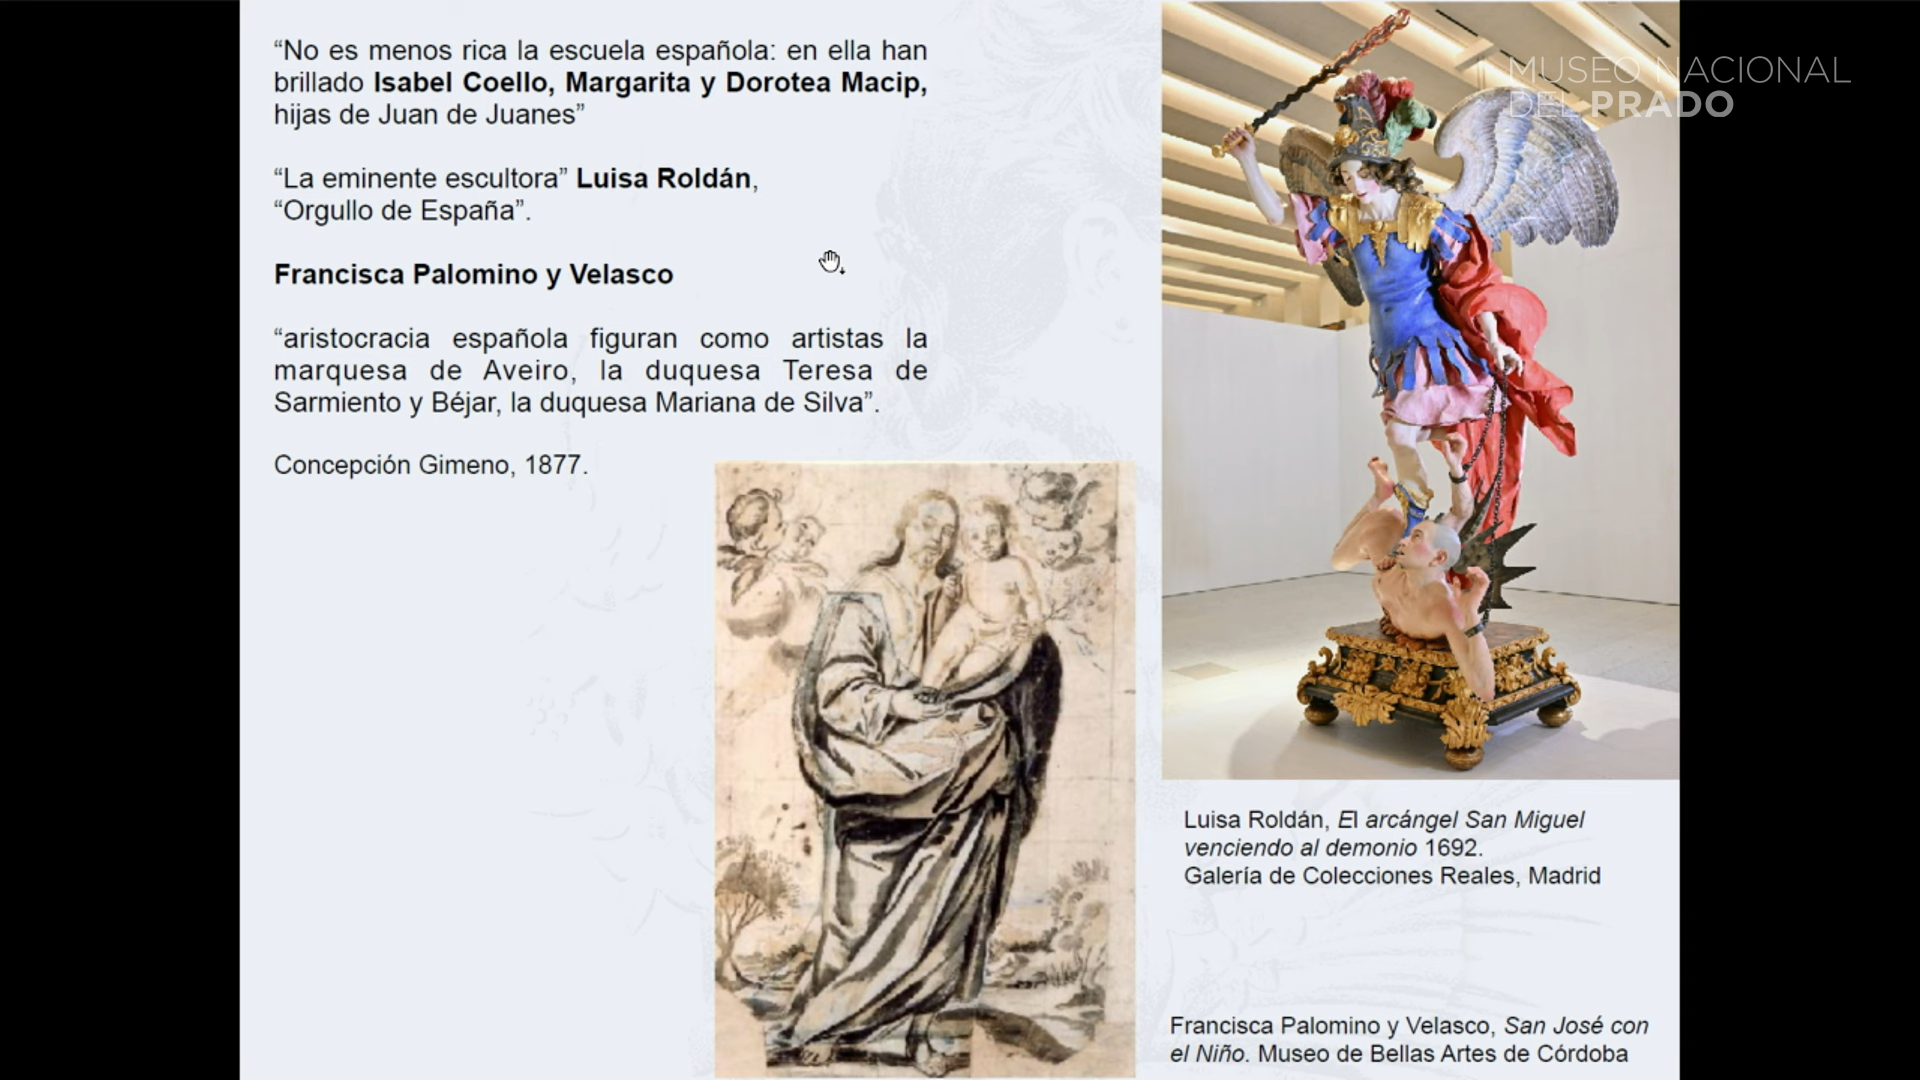 “No es menos rica la escuela española: en ella han
brillado Isabel Coello, Margarita y Dorotea Macip,
hijas de Juan de Juanes”
“La eminente escultora” Luisa Roldán,
“Orgullo de España”.
Francisca Palomino y Velasco
“aristocracia española figuran como artistas la
marquesa de Aveiro, la duquesa Teresa de
Sarmiento y Béjar, la duquesa Mariana de Silva”.
Concepción Gimeno, 1877.
MUSEO NACIONAL
DEL PRADO
Luisa Roldán, El arcángel San Miguel
venciendo al demonio 1692.
Galería de Colecciones Reales, Madrid
Francisca Palomino y Velasco, San José con
el Niño. Museo de Bellas Artes de Córdoba